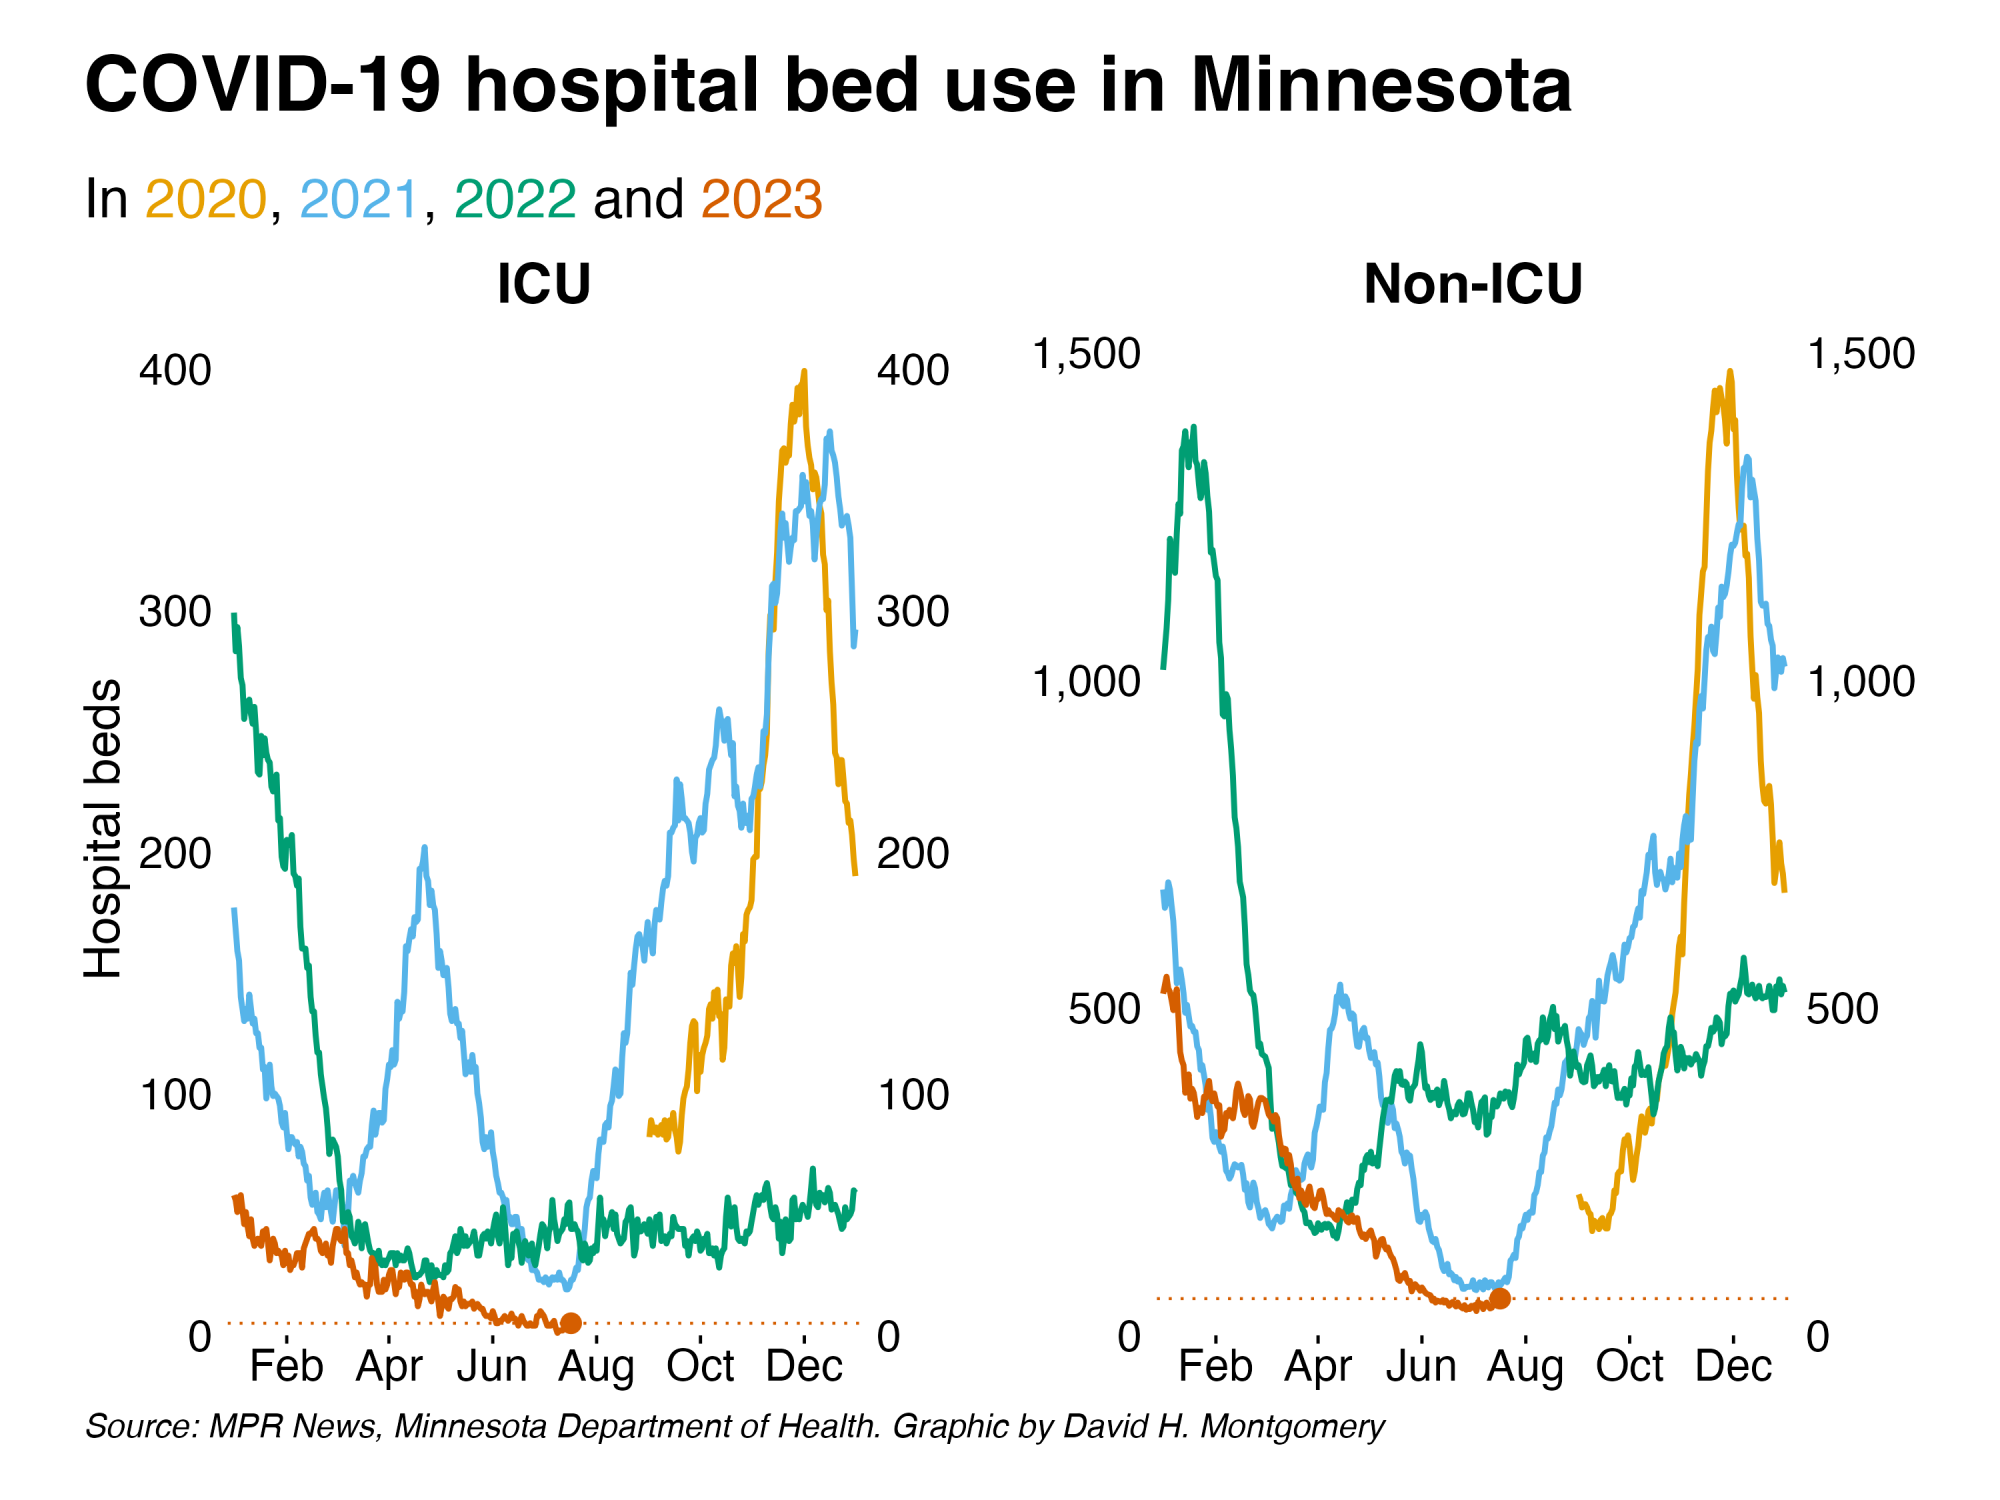 COVID-19 hospital bed use in Minnesota
In 2020, 2021, 2022 and 2023
ICU
Non-ICU
Hospital beds
400
300
200
100
0
400
300
200
100
0
Feb Apr Jun Aug Oct Dec
1,500
1,000
500
0
1,500
1,000
500
0
Feb Apr Jun Aug Oct Dec
Source: MPR News, Minnesota Department of Health. Graphic by David H. Montgomery